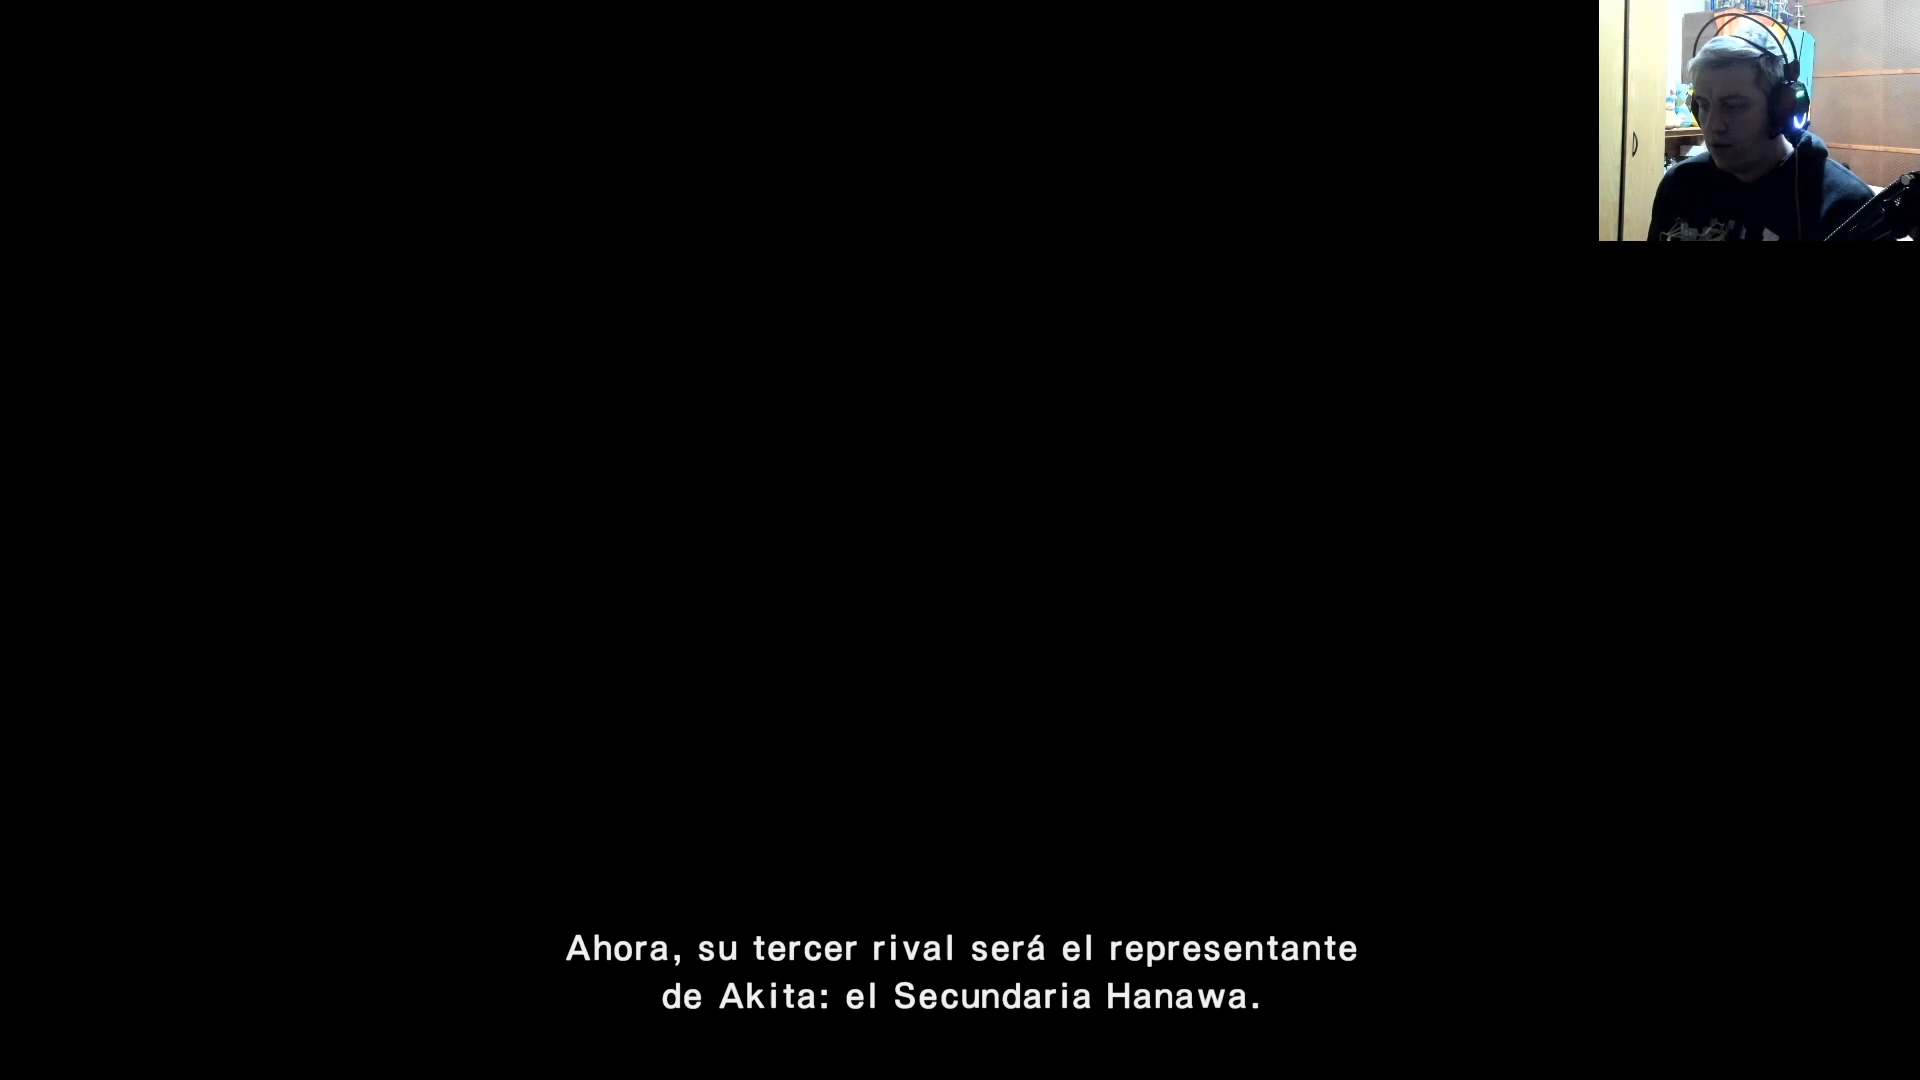 Ahora, su tercer rival será el representante
de Akita: el Secundaria Hanawa.